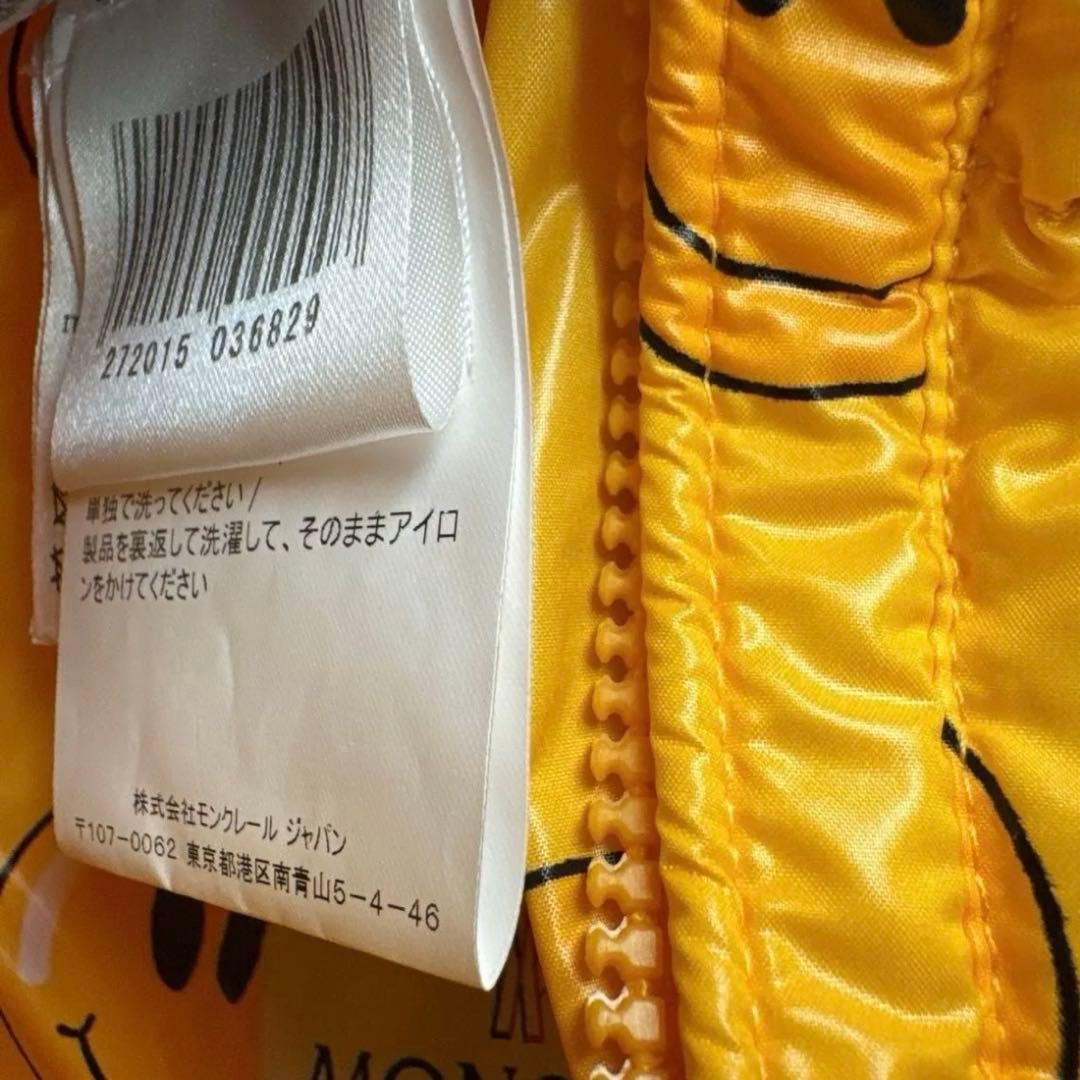 272015 036829
単独で洗ってください/
製品を裏返して洗濯して、そのままアイロ
ンをかけてください
株式会社モンクレール ジャパン
〒107-0062 東京都港区南青山5-4-46